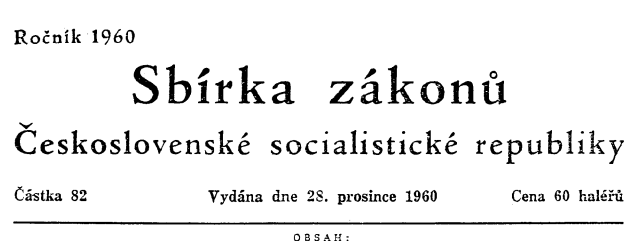 Ročník 1960
Sbírka zákonů
Československé socialistické republiky
Částka 82 Vydána dne 28. prosince 1960 Cena 60 haléřů
OBSAH: